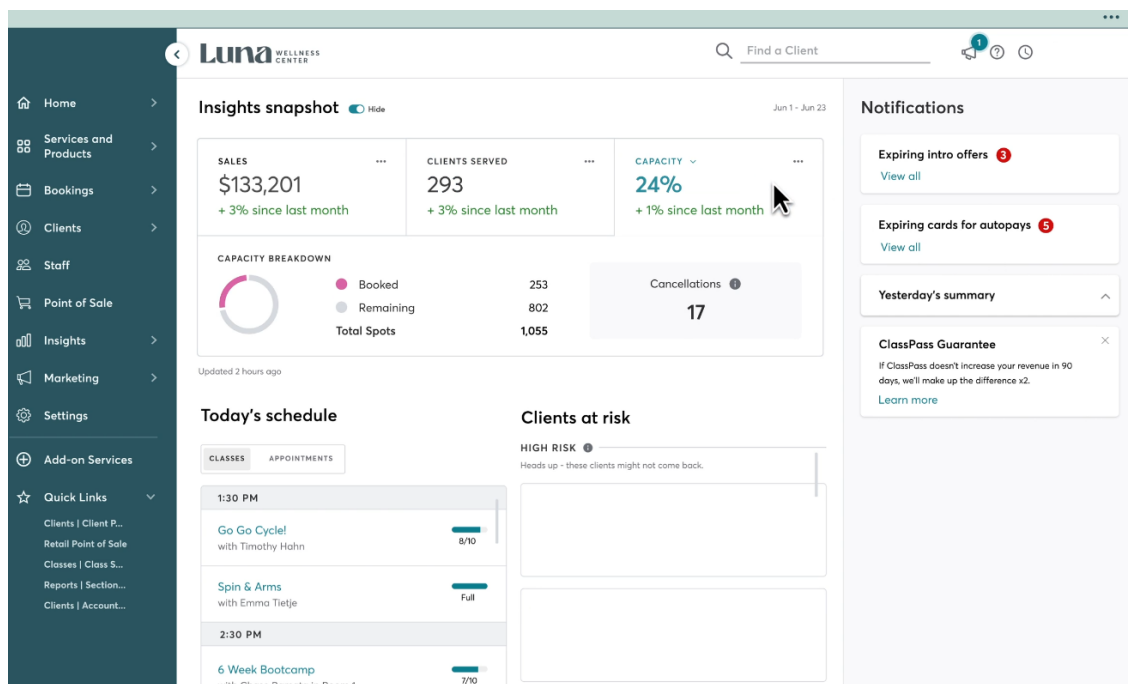 Luna WELLNESS CENTER
Find a Client
1
Home
Services and
Products
Bookings
Clients
Staff
Point of Sale
Insights
Marketing
Settings
Add-on Services
Quick Links
Clients | Client P...
Retail Point of Sale
Classes | Class S...
Reports | Section...
Clients | Account...
Insights snapshot Hide
Jun 1 - Jun 23
SALES
$133,201
+ 3% since last month
CLIENTS SERVED
293
+ 3% since last month
CAPACITY
24%
+ 1% since last month
CAPACITY BREAKDOWN
Booked 253
Remaining 802
Total Spots 1,055
Cancellations
17
Updated 2 hours ago
Today's schedule
CLASSES APPOINTMENTS
1:30 PM
Go Go Cycle!
with Timothy Hahn
8/10
Spin & Arms
with Emma Tietje
Full
2:30 PM
6 Week Bootcamp
7/10
Clients at risk
HIGH RISK
Heads up - these clients might not come back.
Notifications
Expiring intro offers 3
View all
Expiring cards for autopays 5
View all
Yesterday's summary
ClassPass Guarantee
If ClassPass doesn't increase your revenue in 90
days, we'll make up the difference x2.
Learn more